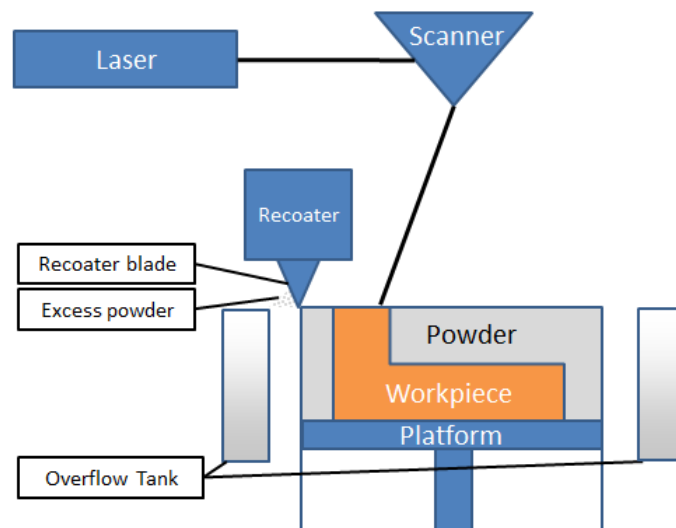 Scanner
Laser
Recoater
Recoater blade
Excess powder
Powder
Workpiece
Platform
Overflow Tank